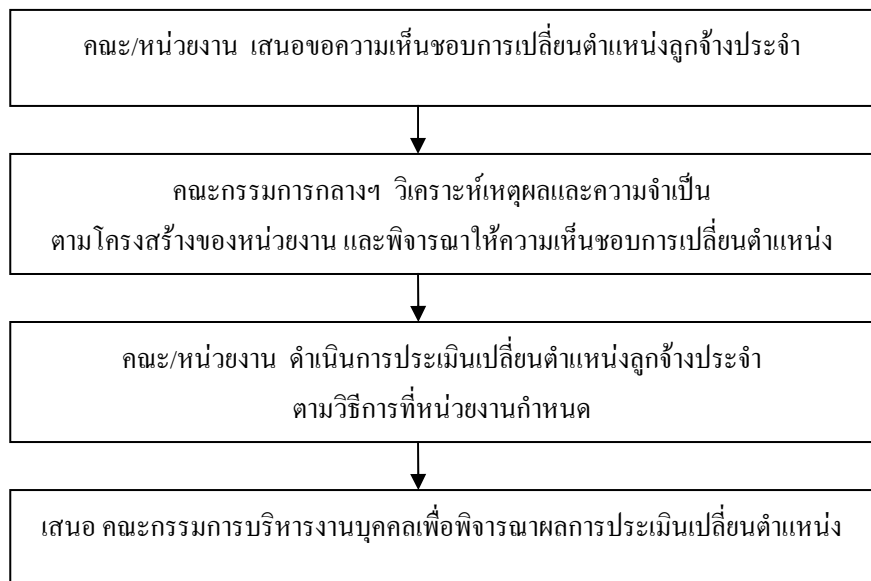 คณะ/หน่วยงาน เสนอขอความเห็นชอบการเปลี่ยนตำแหน่งลูกจ้างประจำ
คณะกรรมการกลางฯ วิเคราะห์เหตุผลและความจำเป็น
ตามโครงสร้างของหน่วยงาน และพิจารณาให้ความเห็นชอบการเปลี่ยนตำแหน่ง
คณะ/หน่วยงาน ดำเนินการประเมินเปลี่ยนตำแหน่งลูกจ้างประจำ
ตามวิธีการที่หน่วยงานกำหนด
เสนอ คณะกรรมการบริหารงานบุคคลเพื่อพิจารณาผลการประเมินเปลี่ยนตำแหน่ง